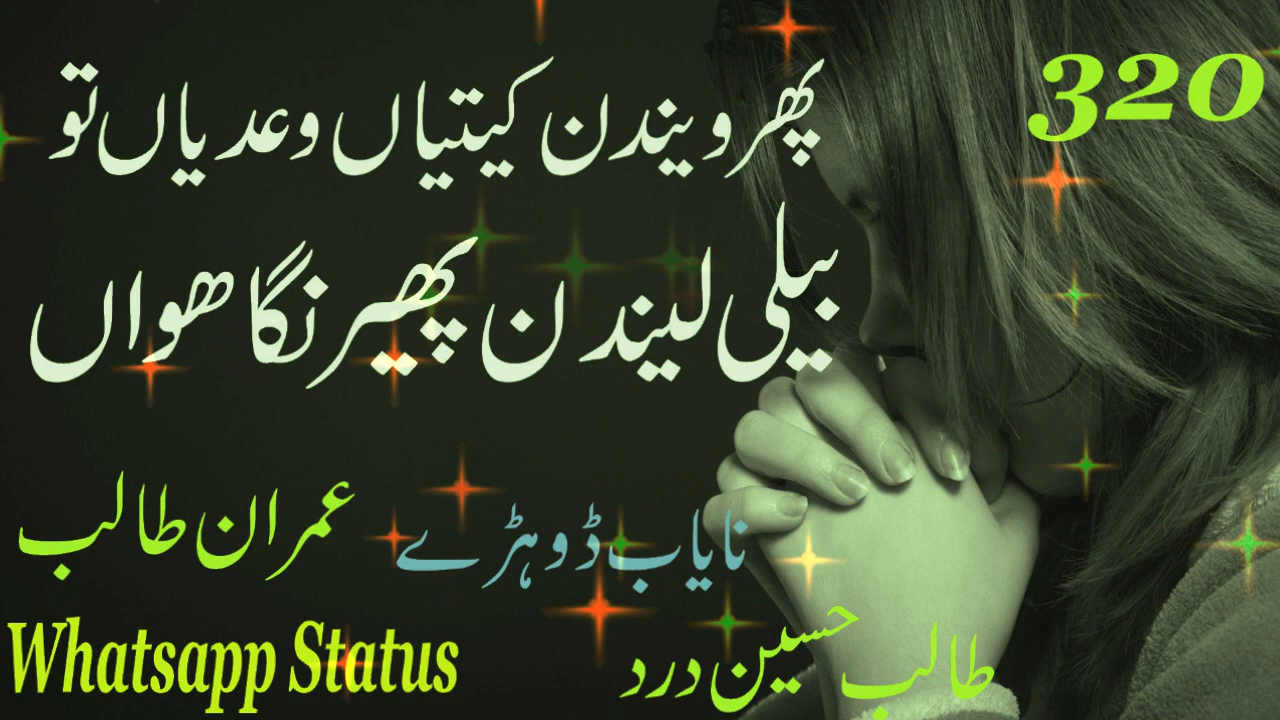 320
پھر ویندن کیتیاں وعدیاں تو
بیلی لیندن پھیر نگاھواں
نایاب ڈوہڑے
عمران طالب
طالب حسین درد
Whatsapp Status